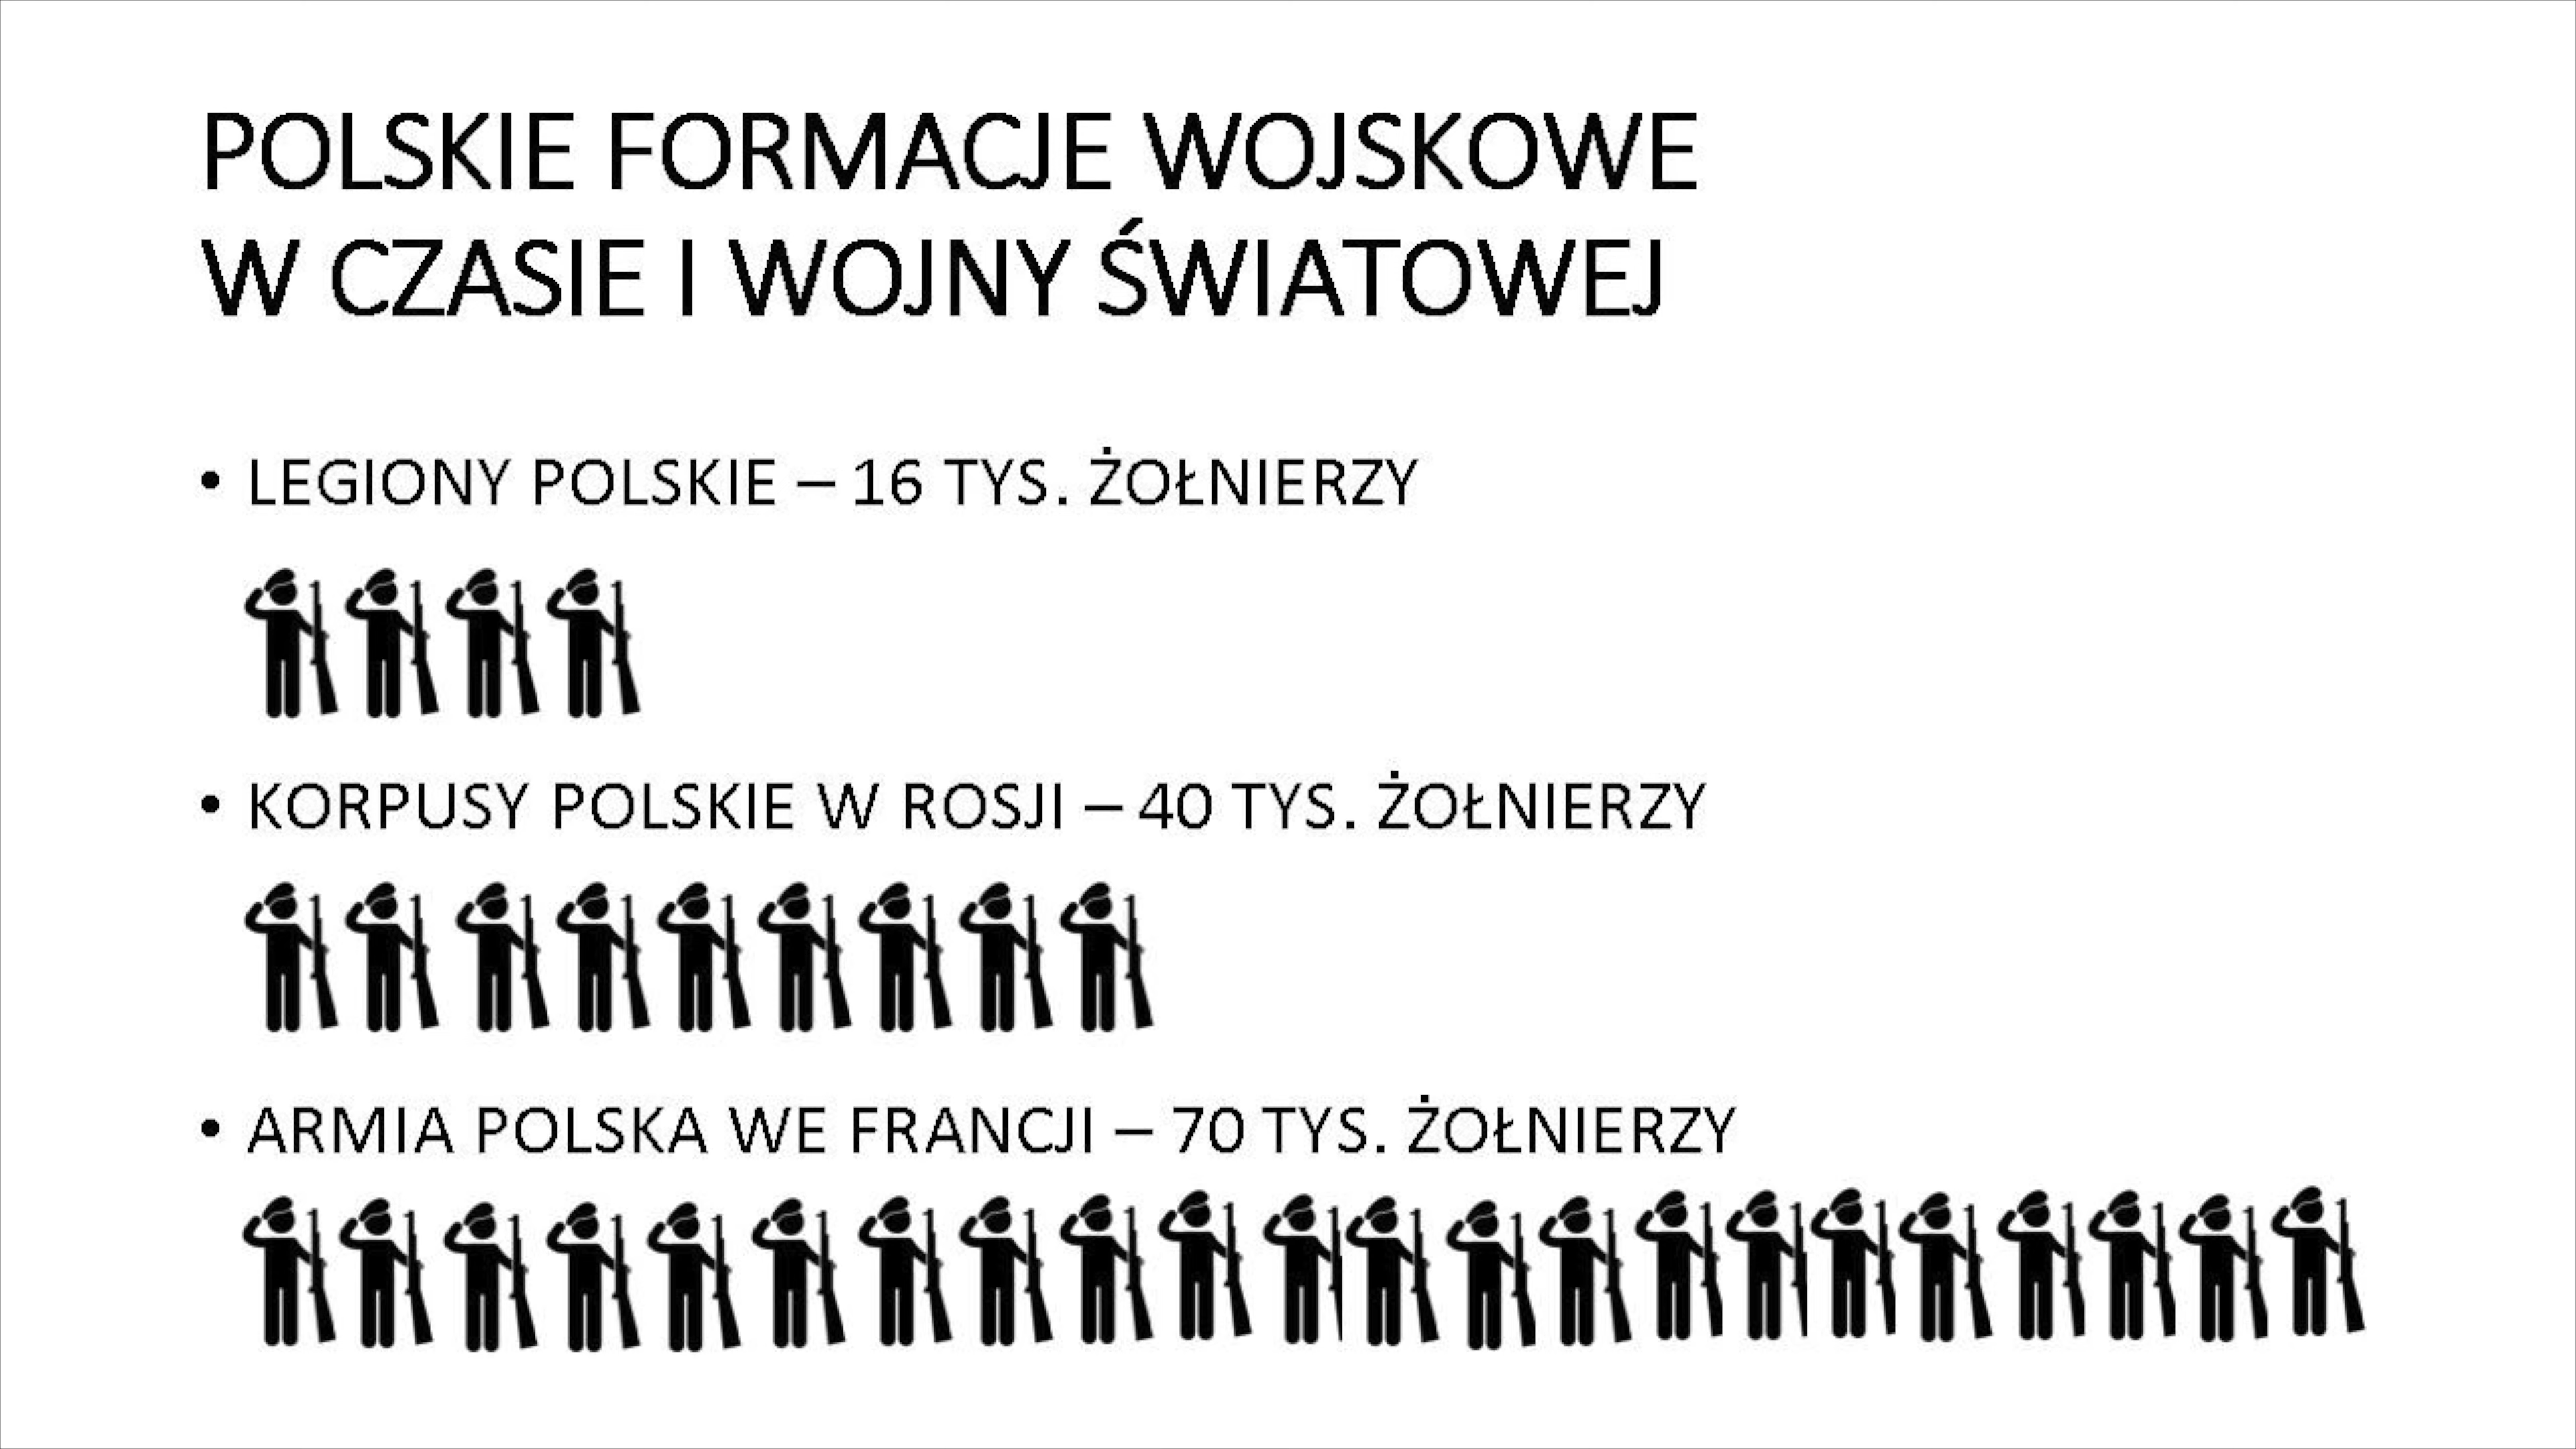 POLSKIE FORMACJE WOJSKOWE
W CZASIE I WOJNY ŚWIATOWEJ
• LEGIONY POLSKIE – 16 TYS. ŻOŁNIERZY
• KORPUSY POLSKIE W ROSJI – 40 TYS. ŻOŁNIERZY
• ARMIA POLSKA WE FRANCJI – 70 TYS. ŻOŁNIERZY